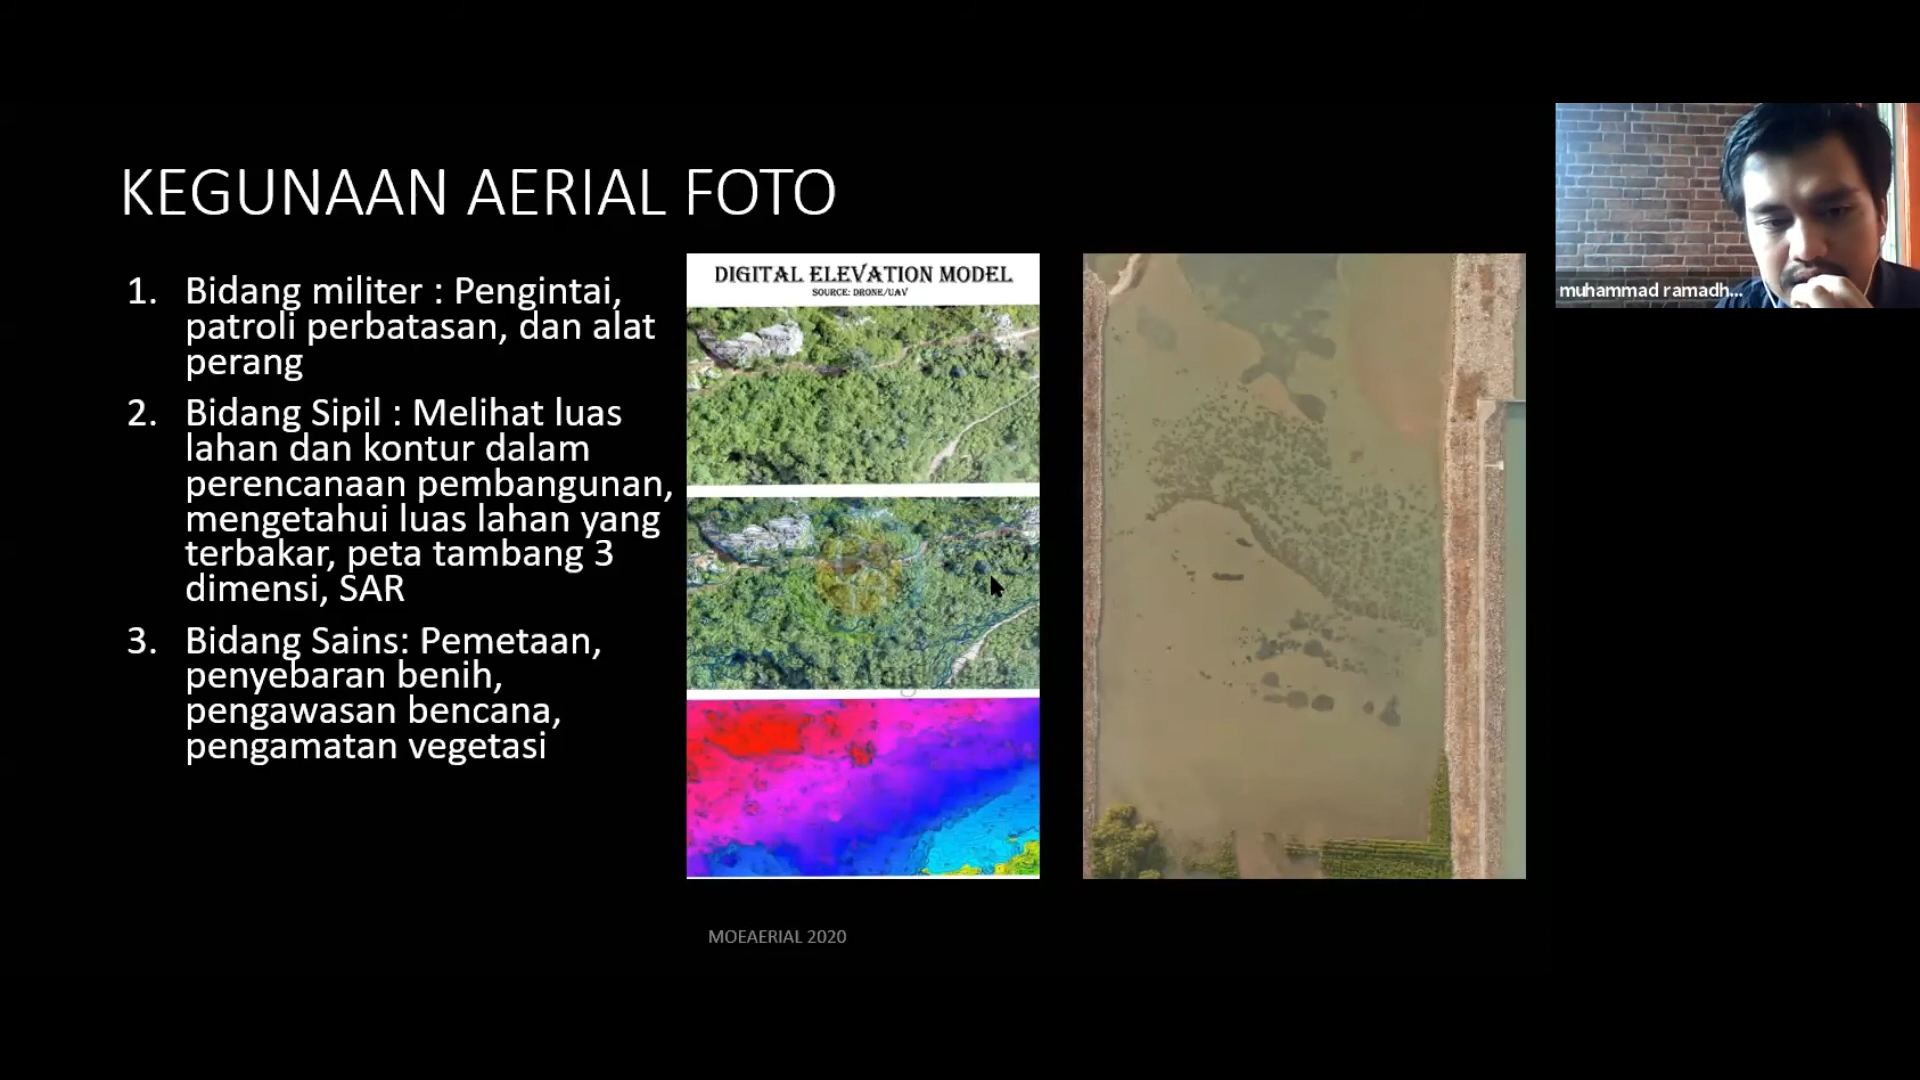 KEGUNAAN AERIAL FOTO
1. Bidang militer : Pengintai,
patroli perbatasan, dan alat
perang
2. Bidang Sipil : Melihat luas
lahan dan kontur dalam
perencanaan pembangunan,
mengetahui luas lahan yang
terbakar, peta tambang 3
dimensi, SAR
3. Bidang Sains: Pemetaan,
penyebaran benih,
pengawasan bencana,
pengamatan vegetasi
DIGITAL ELEVATION MODEL
SOURCE: DRONE/UAV
muhammad ramadh...
MOEAERIAL 2020